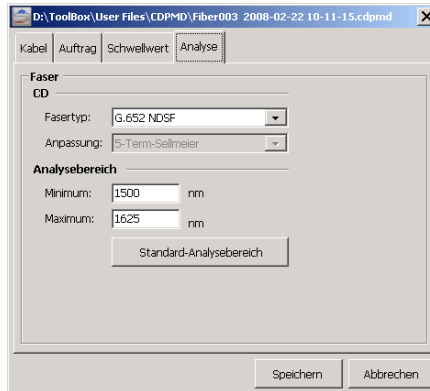 D:\ToolBox\User Files\CDPMD\Fiber003 2008-02-22 10-11-15.cdpmd
Kabel Auftrag Schwellwert Analyse
Faser
CD
Fasertyp: G.652 NDSF
Anpassung: 5-Term-Sellmeier
Analysebereich
Minimum: 1500 nm
Maximum: 1625 nm
Standard-Analysebereich
Speichern Abbrechen